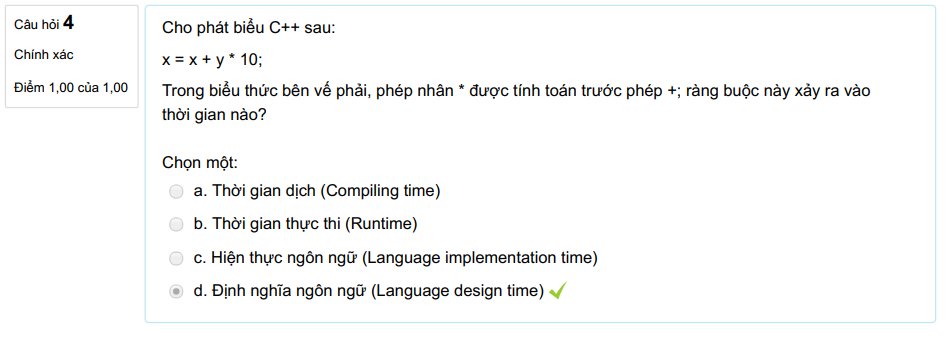 Câu hỏi 4
Chính xác
Điểm 1,00 của 1,00
Cho phát biểu C++ sau:
x = x + y * 10;
Trong biểu thức bên vế phải, phép nhân * được tính toán trước phép +; ràng buộc này xảy ra vào
thời gian nào?
Chọn một:
a. Thời gian dịch (Compiling time)
b. Thời gian thực thi (Runtime)
c. Hiện thực ngôn ngữ (Language implementation time)
d. Định nghĩa ngôn ngữ (Language design time)